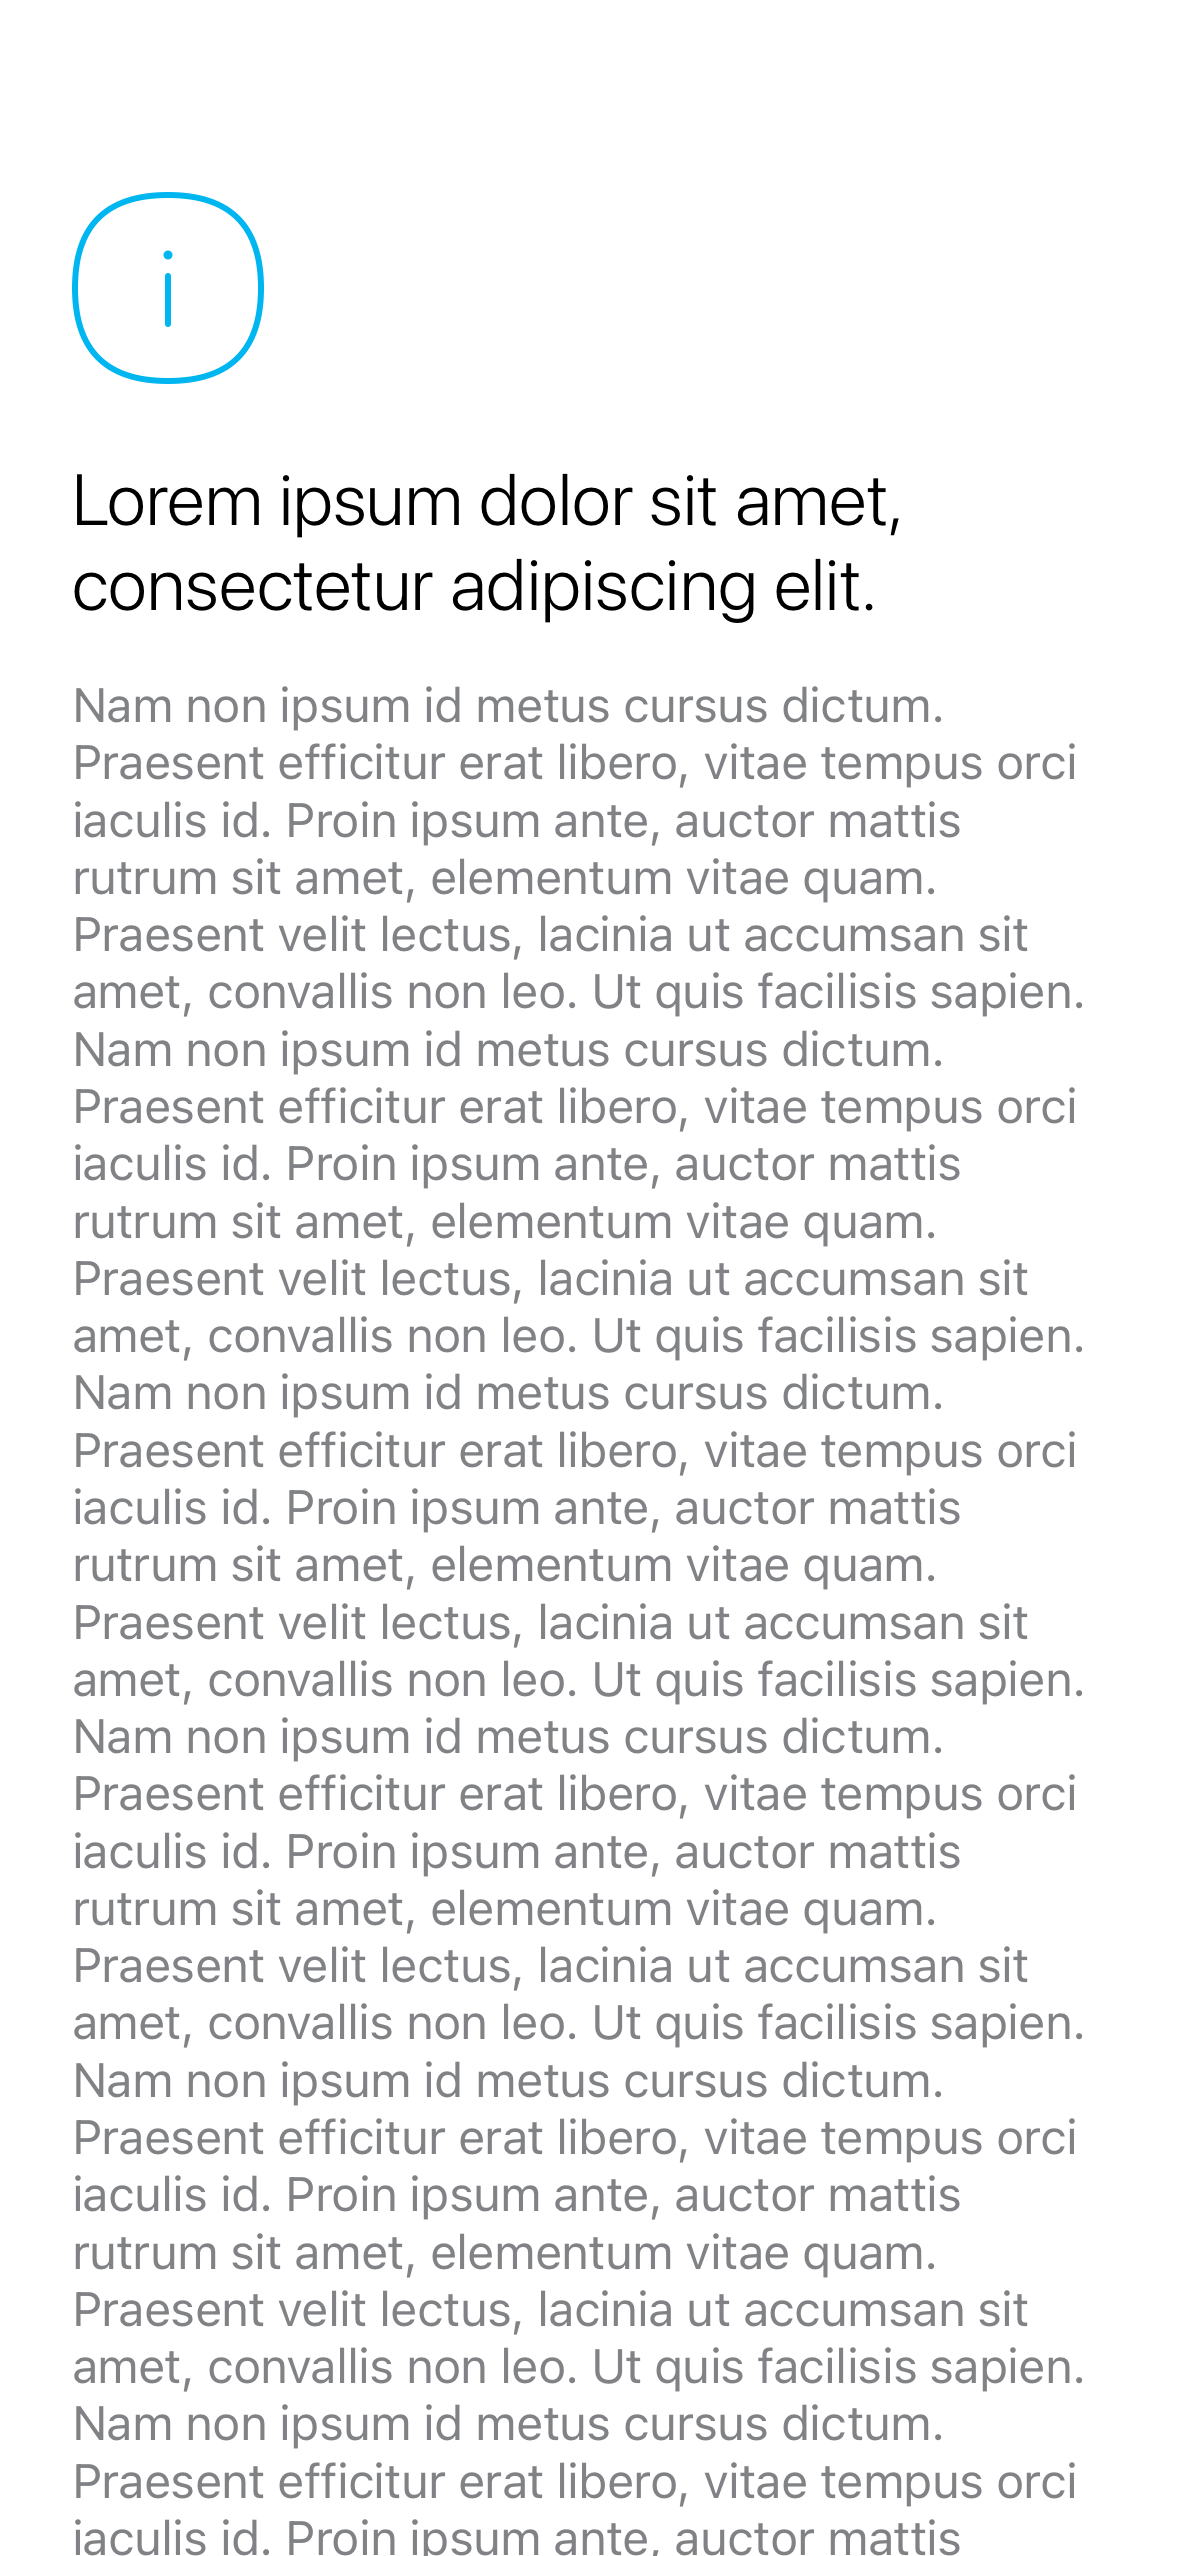 i
Lorem ipsum dolor sit amet,
consectetur adipiscing elit.
Nam non ipsum id metus cursus dictum.
Praesent efficitur erat libero, vitae tempus orci
iaculis id. Proin ipsum ante, auctor mattis
rutrum sit amet, elementum vitae quam.
Praesent velit lectus, lacinia ut accumsan sit
amet, convallis non leo. Ut quis facilisis sapien.
Nam non ipsum id metus cursus dictum.
Praesent efficitur erat libero, vitae tempus orci
iaculis id. Proin ipsum ante, auctor mattis
rutrum sit amet, elementum vitae quam.
Praesent velit lectus, lacinia ut accumsan sit
amet, convallis non leo. Ut quis facilisis sapien.
Nam non ipsum id metus cursus dictum.
Praesent efficitur erat libero, vitae tempus orci
iaculis id. Proin ipsum ante, auctor mattis
rutrum sit amet, elementum vitae quam.
Praesent velit lectus, lacinia ut accumsan sit
amet, convallis non leo. Ut quis facilisis sapien.
Nam non ipsum id metus cursus dictum.
Praesent efficitur erat libero, vitae tempus orci
iaculis id. Proin ipsum ante, auctor mattis
rutrum sit amet, elementum vitae quam.
Praesent velit lectus, lacinia ut accumsan sit
amet, convallis non leo. Ut quis facilisis sapien.
Nam non ipsum id metus cursus dictum.
Praesent efficitur erat libero, vitae tempus orci
iaculis id. Proin ipsum ante, auctor mattis
rutrum sit amet, elementum vitae quam.
Praesent velit lectus, lacinia ut accumsan sit
amet, convallis non leo. Ut quis facilisis sapien.
Nam non ipsum id metus cursus dictum.
Praesent efficitur erat libero, vitae tempus orci
iaculis id. Proin ipsum ante, auctor mattis